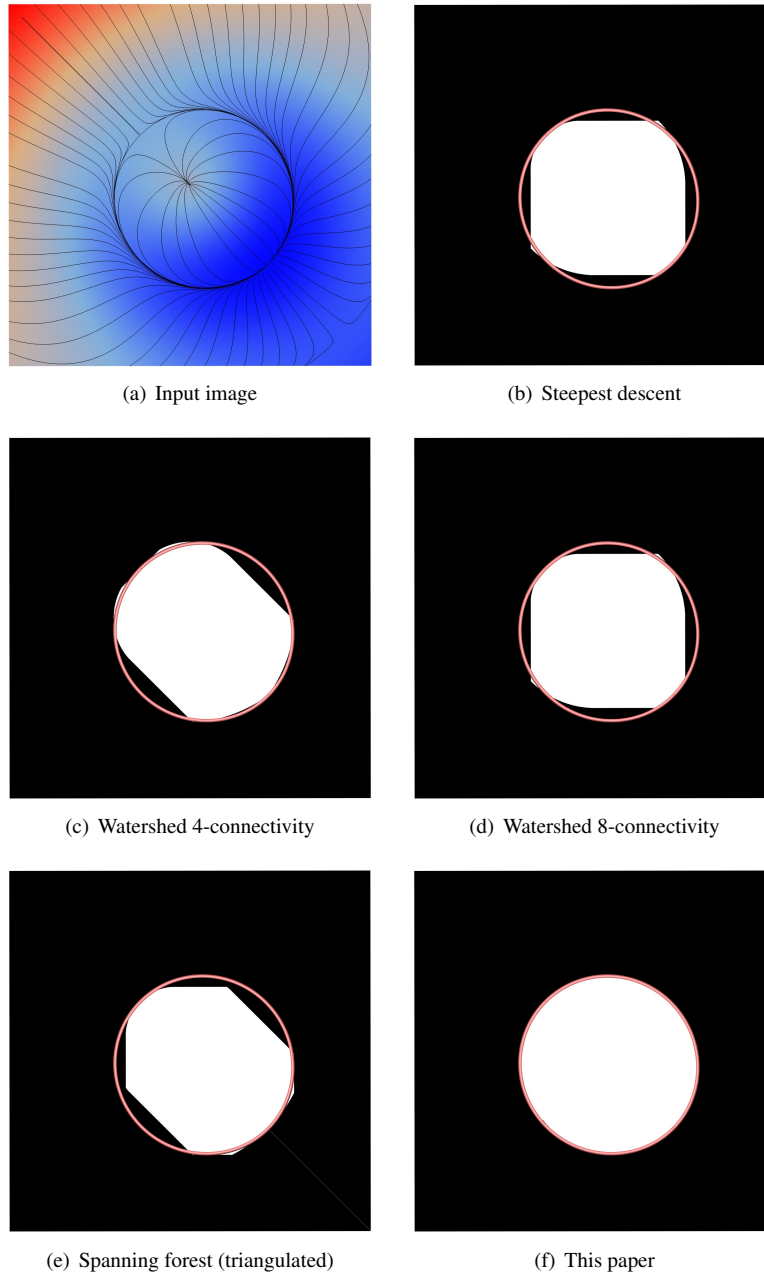 (a) Input image
(b) Steepest descent
(c) Watershed 4-connectivity
(d) Watershed 8-connectivity
(e) Spanning forest (triangulated)
(f) This paper